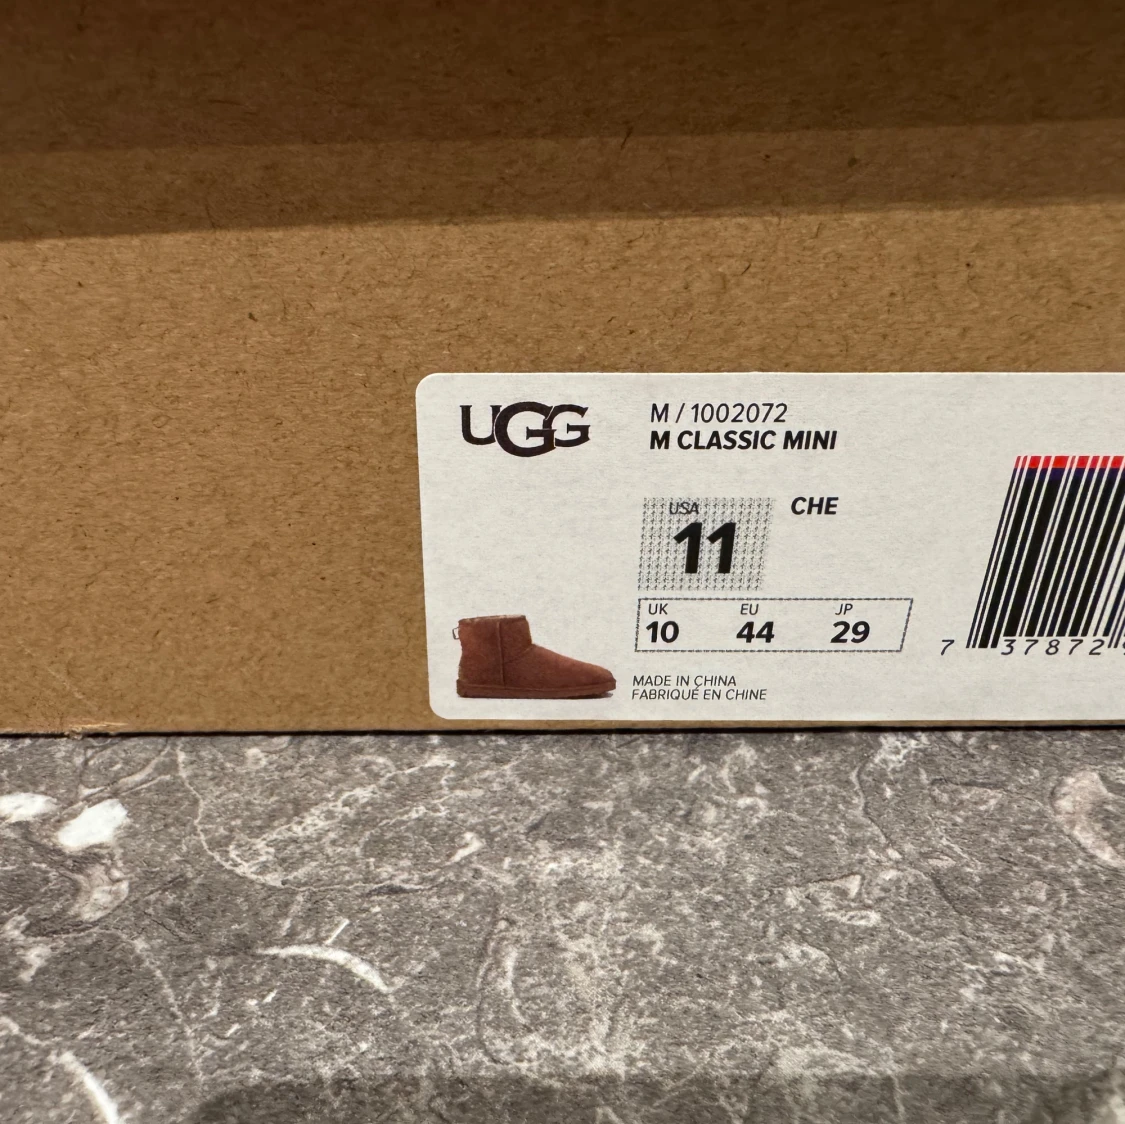 UGG
M / 1002072
M CLASSIC MINI
USA
11
CHE
UK EU JP
10 44 29
MADE IN CHINA
FABRIQUÉ EN CHINE
7 37872